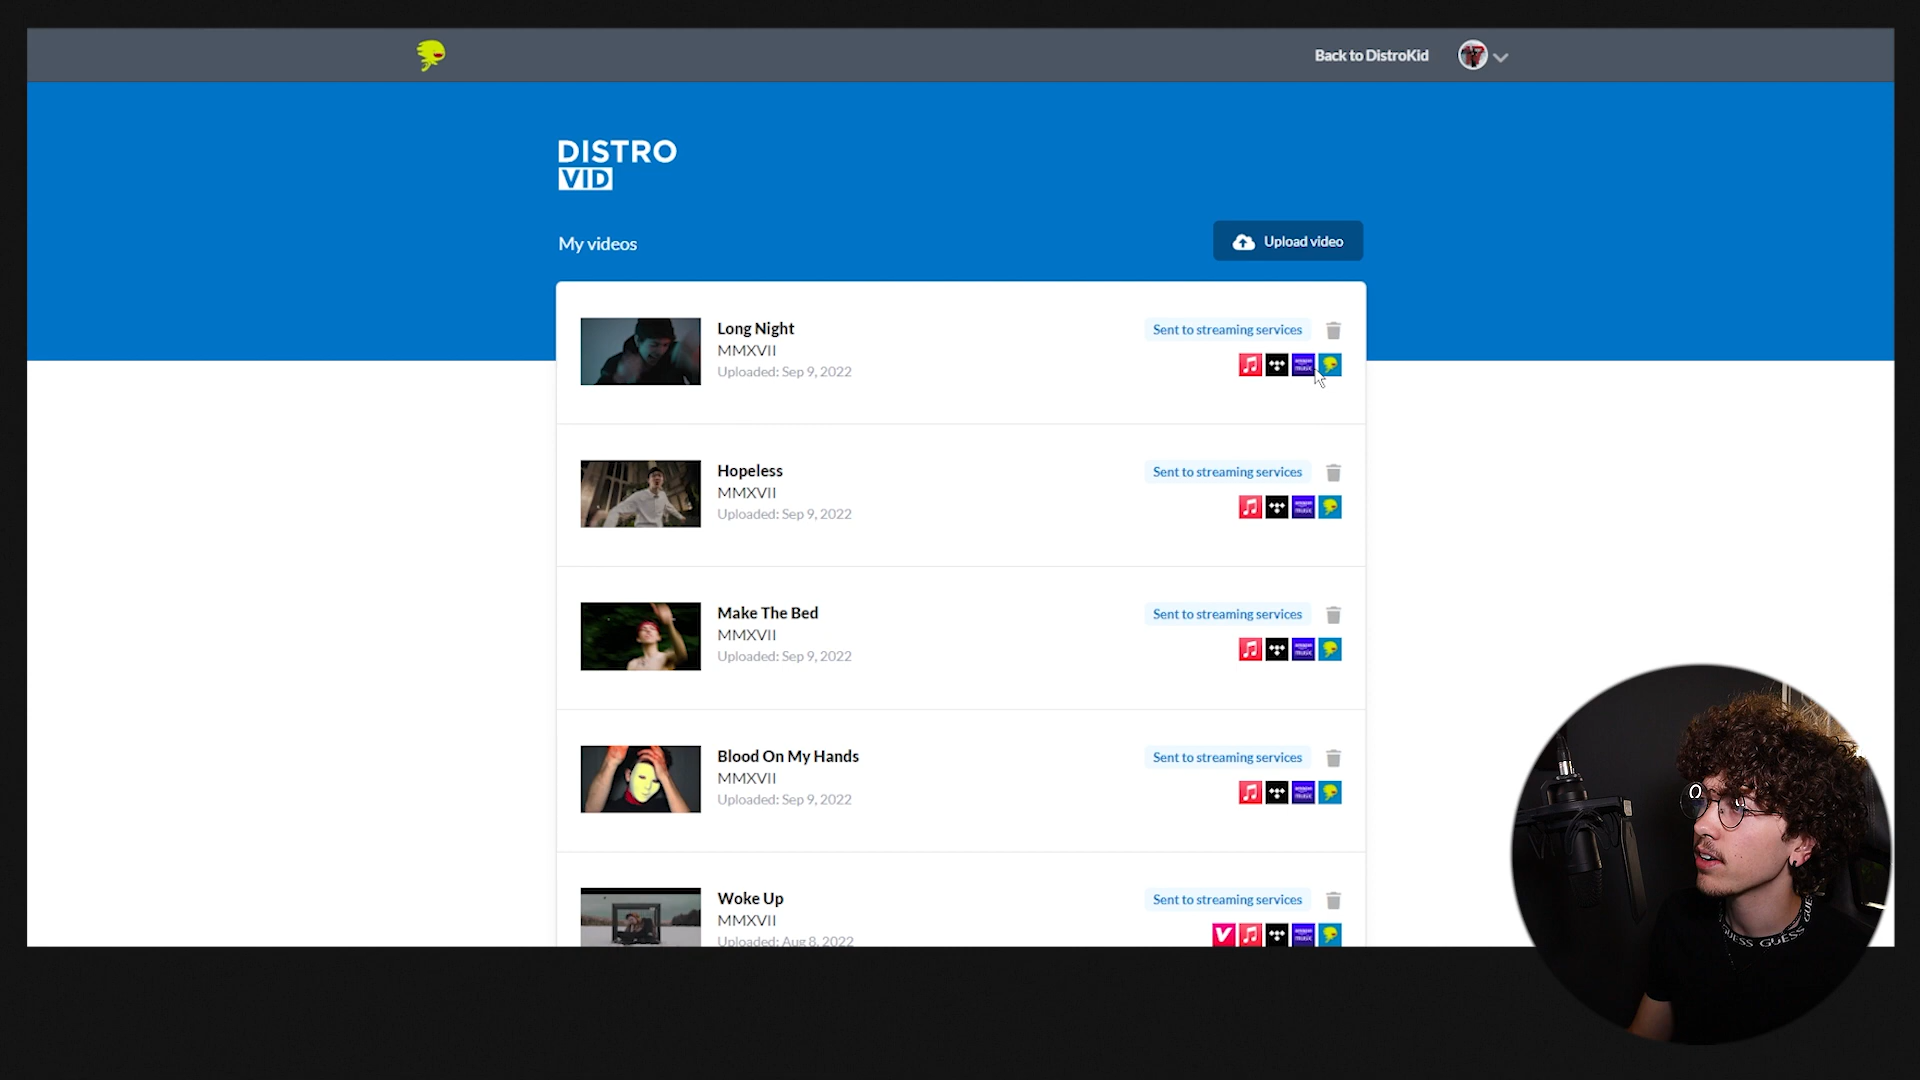 Back to DistroKid
DISTRO
VID
My videos
Upload video
Long Night
MMXVII
Uploaded: Sep 9, 2022
Sent to streaming services
Hopeless
MMXVII
Uploaded: Sep 9, 2022
Sent to streaming services
Make The Bed
MMXVII
Uploaded: Sep 9, 2022
Sent to streaming services
Blood On My Hands
MMXVII
Uploaded: Sep 9, 2022
Sent to streaming services
Woke Up
MMXVII
Uploaded: Aug 8, 2022
Sent to streaming services
GUESS GUESS